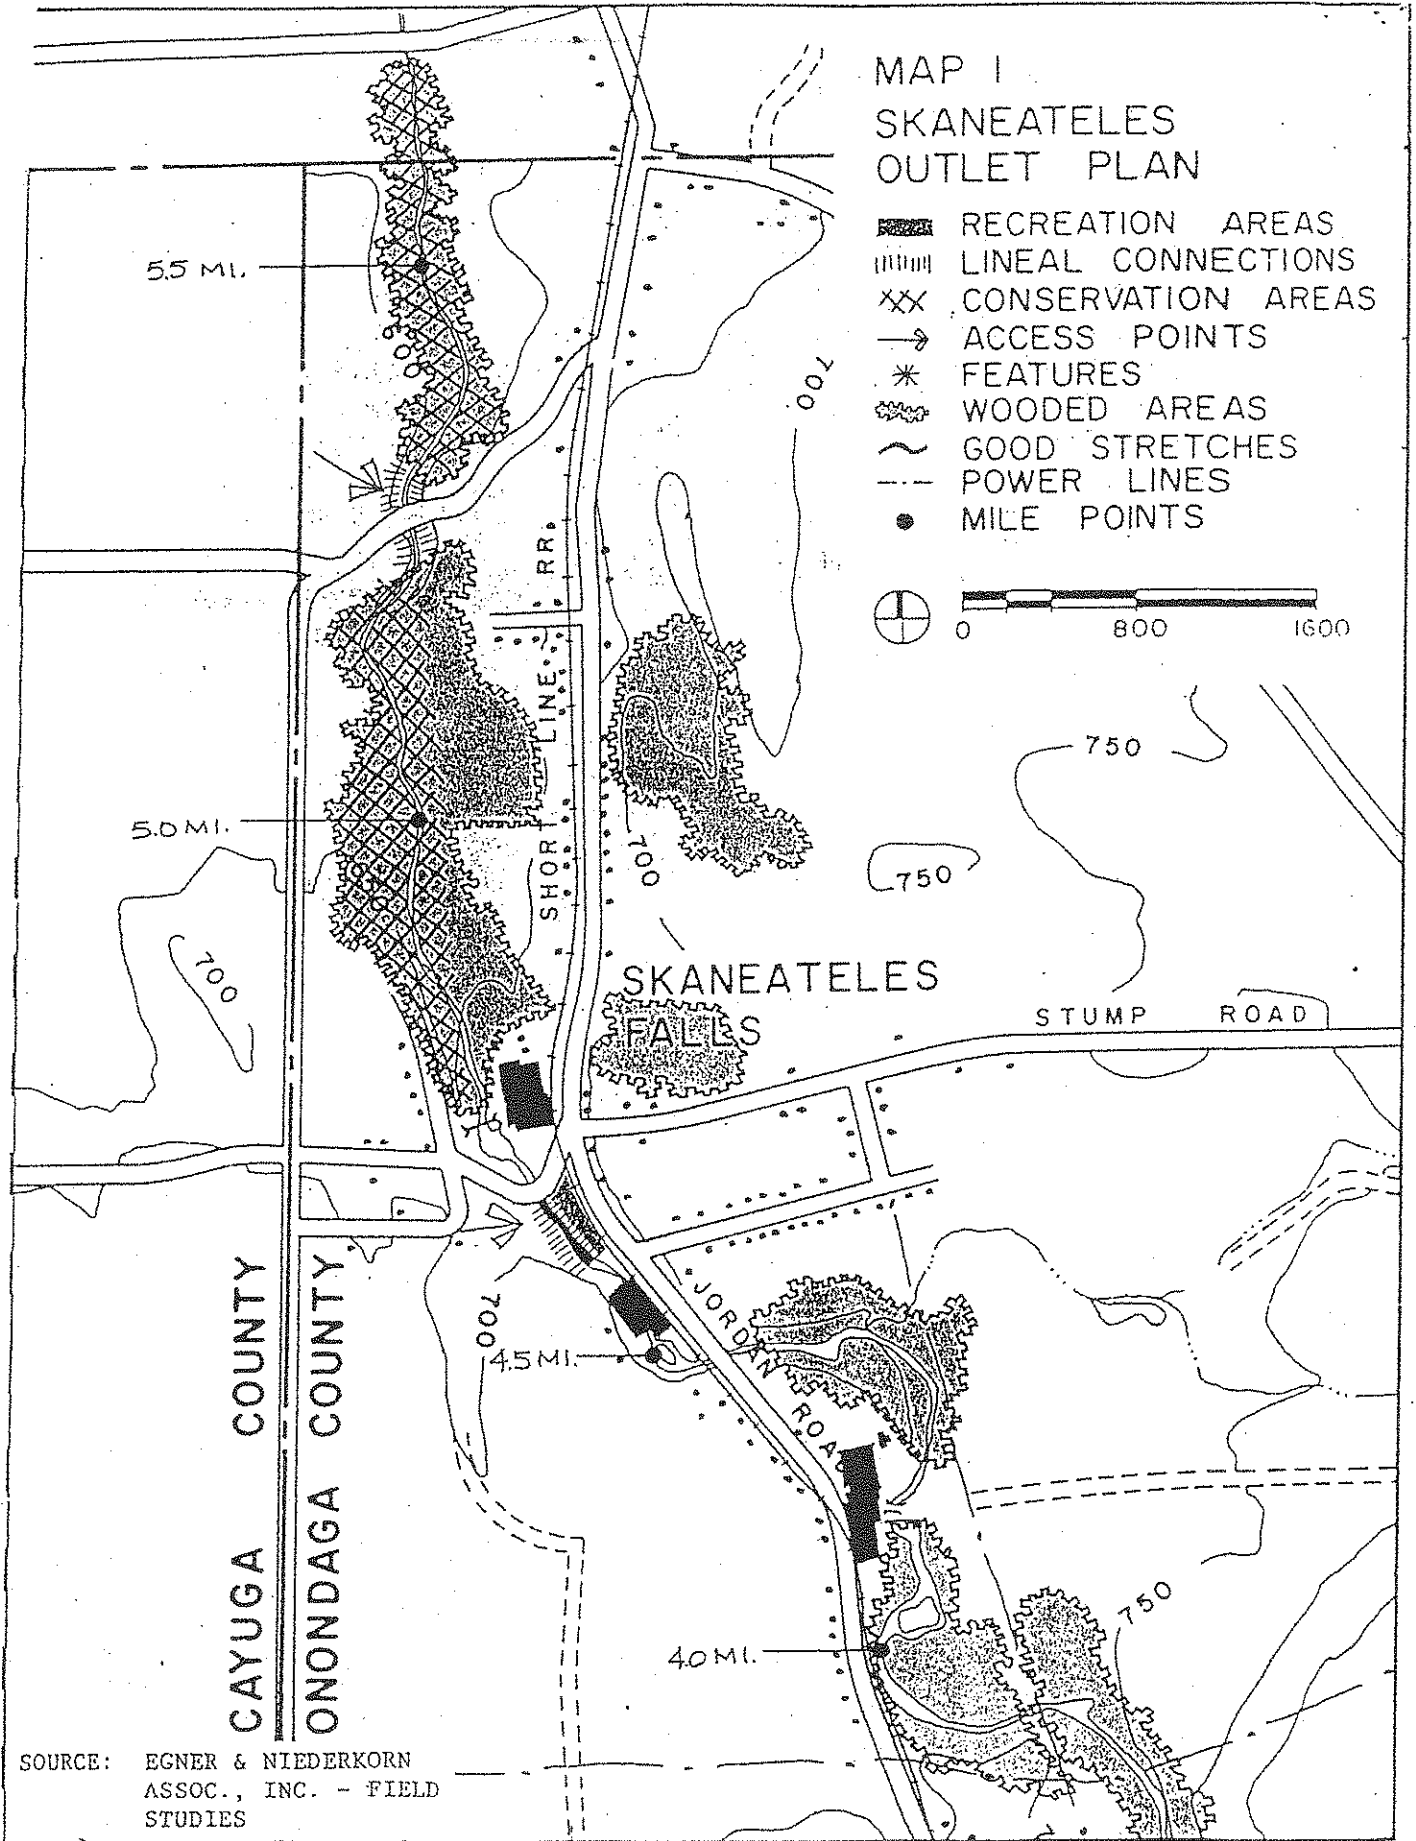 MAP I
SKANEATELES
OUTLET PLAN
RECREATION AREAS
LINEAL CONNECTIONS
CONSERVATION AREAS
ACCESS POINTS
FEATURES
WOODED AREAS
GOOD STRETCHES
POWER LINES
MILE POINTS
0 800 1600
5.5 MI.
600
700
SHORT LINE RR.
750
5.0 MI.
650
700
750
700
SKANEATELES
FALLS
STUMP ROAD
700
4.5 MI.
JORDAN ROAD
CAYUGA COUNTY
ONONDAGA COUNTY
750
4.0 MI.
SOURCE: EGNER & NIEDERKORN
ASSOC., INC. - FIELD
STUDIES